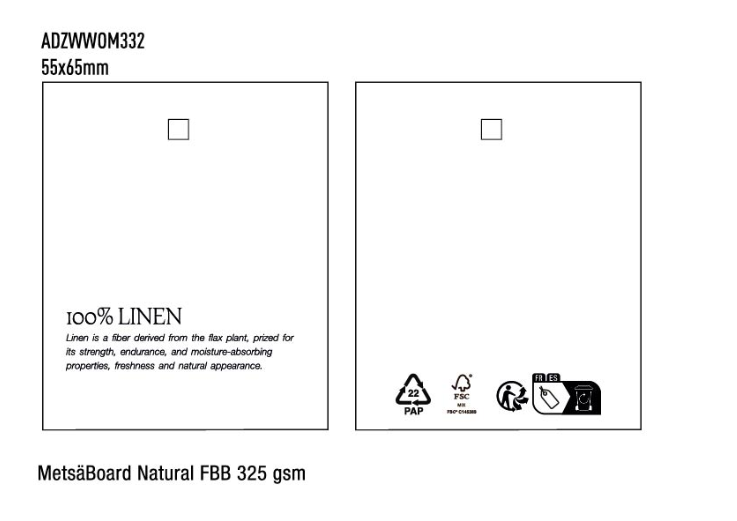 ADZWWOM332
55x65mm
100% LINEN
Linen is a fiber derived from the flax plant, prized for
its strength, endurance, and moisture-absorbing
properties, freshness and natural appearance.
22
PAP
FSC
MIX
FR ES
MetsäBoard Natural FBB 325 gsm